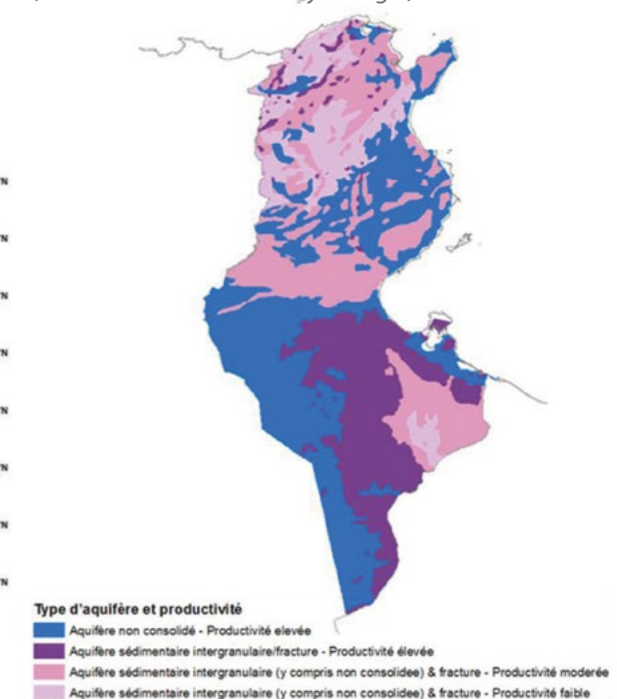 °N
°N
°N
°N
°N
°N
°N
°N
Type d'aquifère et productivité
Aquifère non consolidé - Productivité elevée
Aquifère sédimentaire intergranulaire/fracture - Productivité élevée
Aquifère sédimentaire intergranulaire (y compris non consolidee) & fracture - Productivité moderée
Aquifère sédimentaire intergranulaire (y compris non consolidee) & fracture - Productivité faible